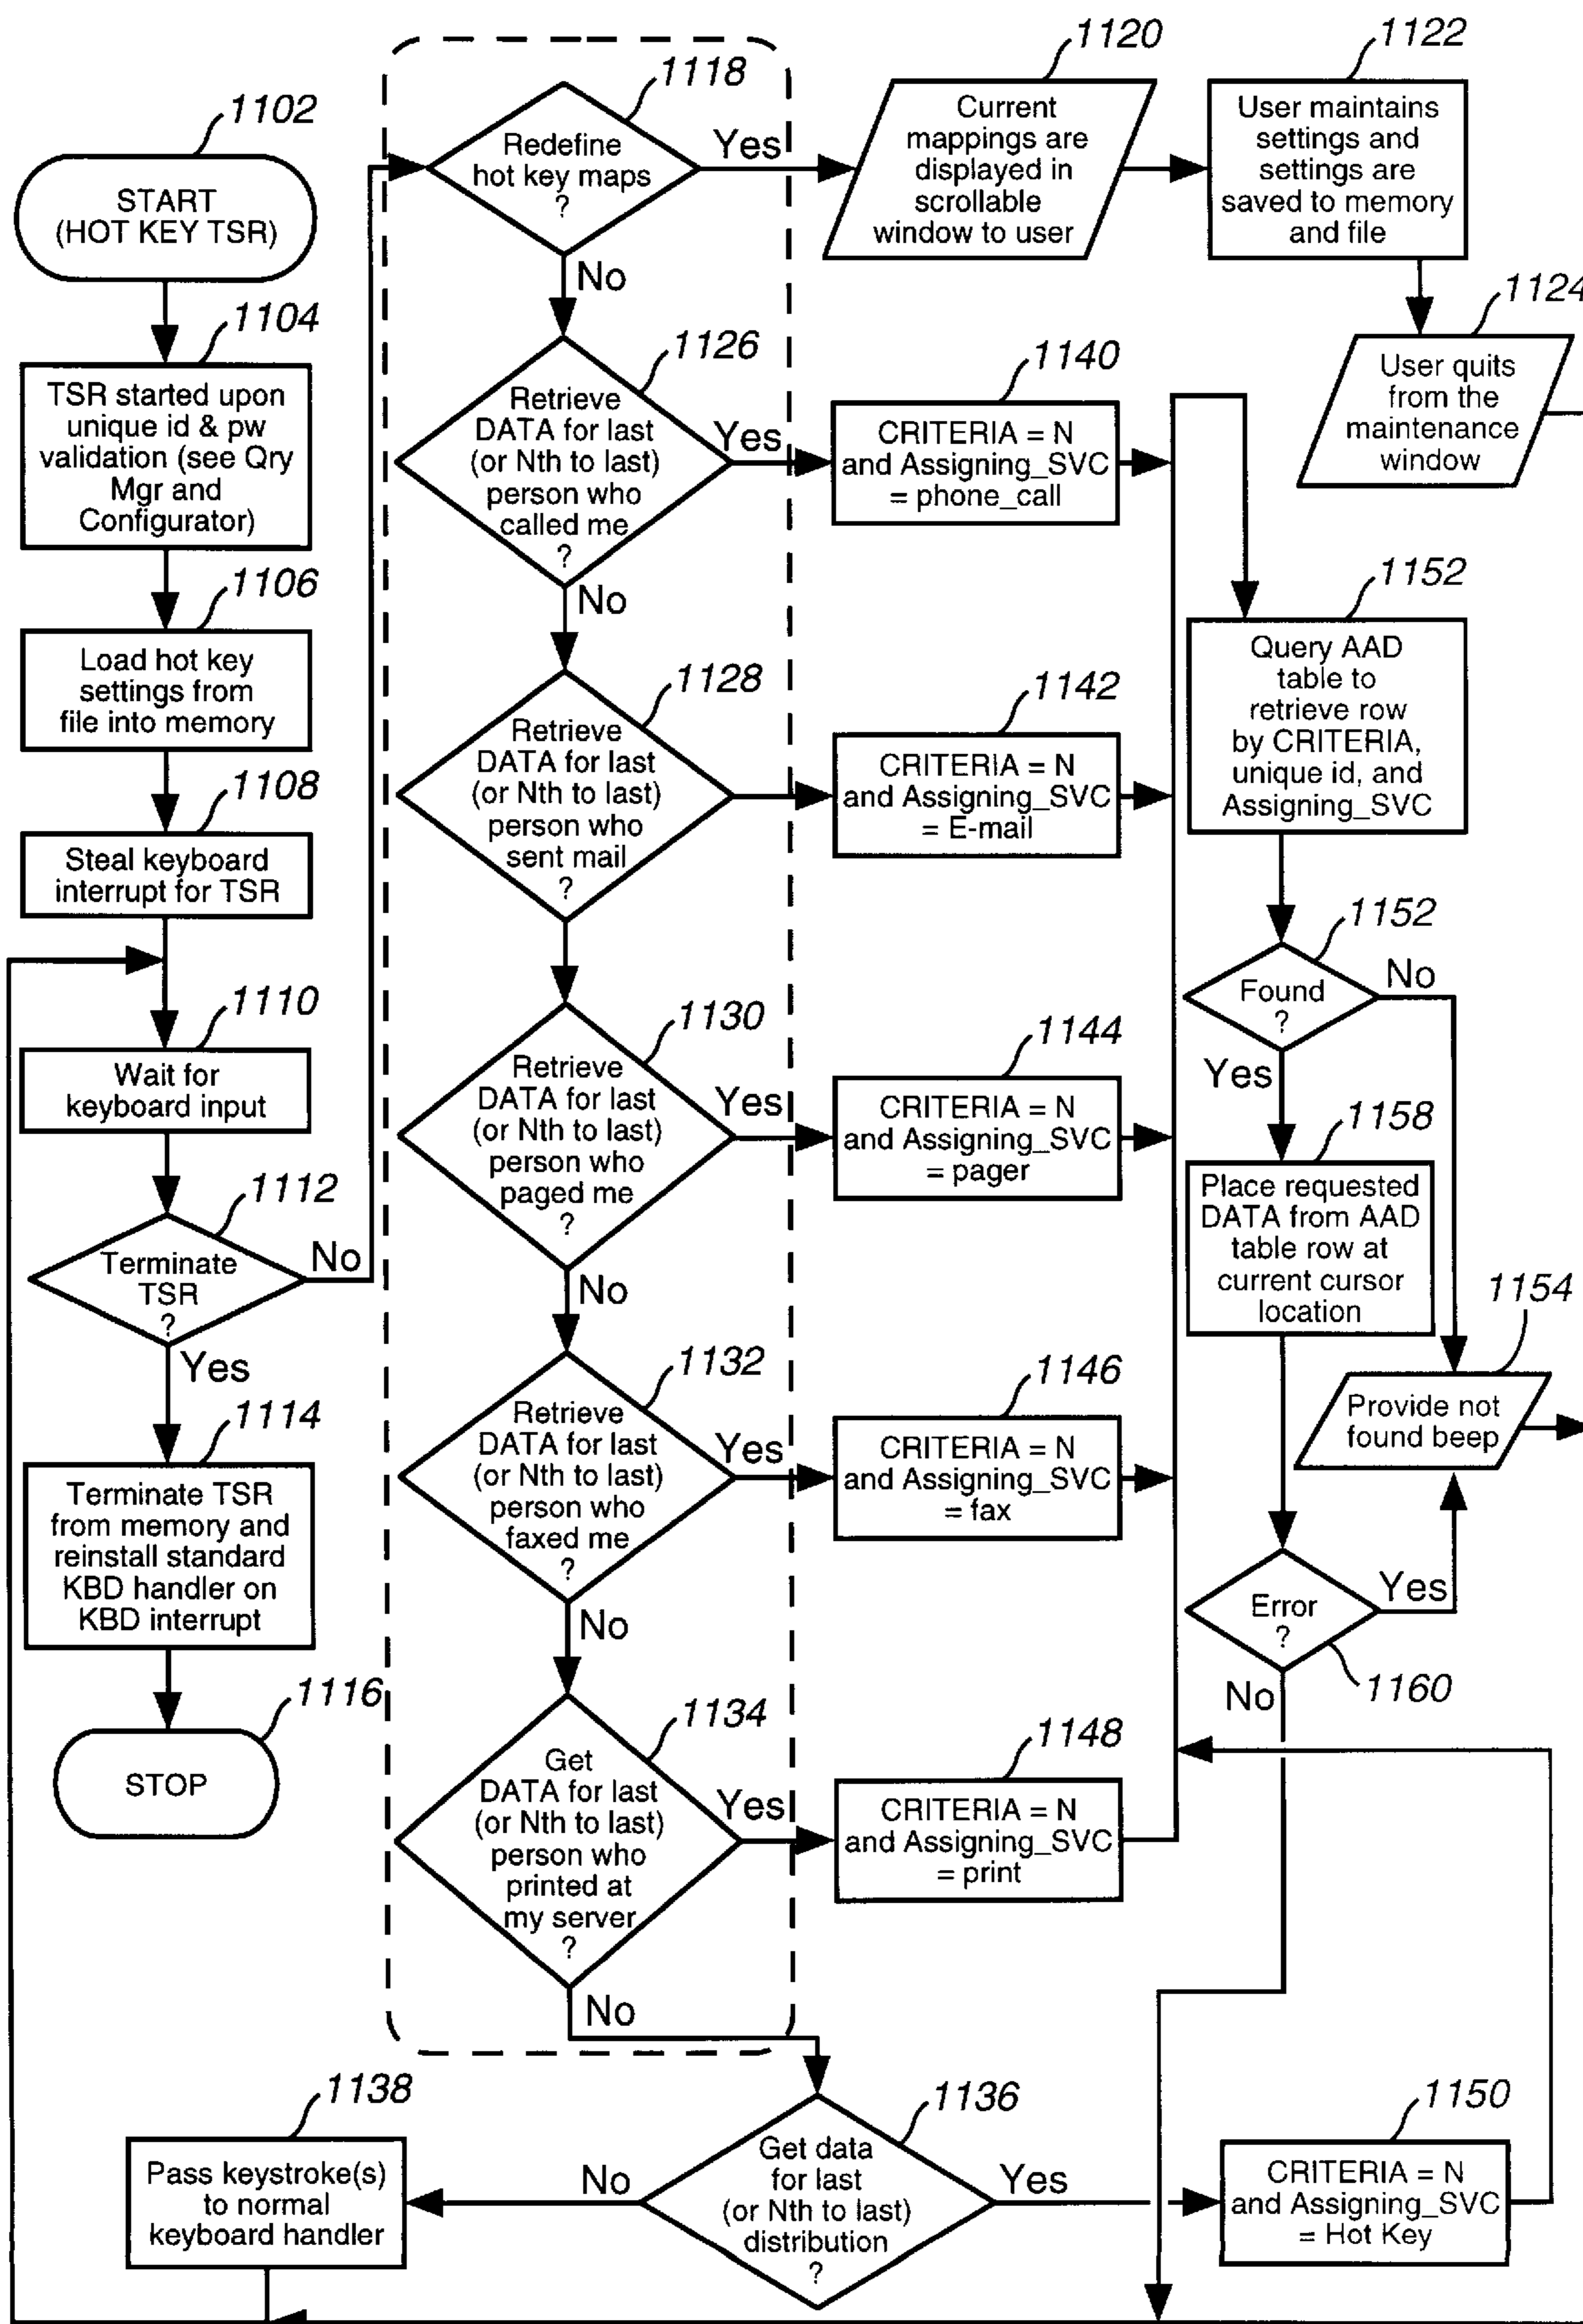 1102
START
(HOT KEY TSR)
1104
TSR started upon
unique id & pw
validation (see Qry
Mgr and
Configurator)
1106
Load hot key
settings from
file into memory
1108
Steal keyboard
interrupt for TSR
1110
Wait for
keyboard input
1112
Terminate
TSR
?
No
Yes
1114
Terminate TSR
from memory and
reinstall standard
KBD handler on
KBD interrupt
1116
STOP
1118
Redefine
hot key maps
?
Yes
No
1120
Current
mappings are
displayed in
scrollable
window to user
1122
User maintains
settings and
settings are
saved to memory
and file
1124
User quits
from the
maintenance
window
1126
Retrieve
DATA for last
(or Nth to last)
person who
called me
?
Yes
No
1140
CRITERIA = N
and Assigning_SVC
= phone_call
1128
Retrieve
DATA for last
(or Nth to last)
person who
sent mail
?
1142
CRITERIA = N
and Assigning_SVC
= E-mail
1130
Retrieve
DATA for last
(or Nth to last)
person who
paged me
?
Yes
No
1144
CRITERIA = N
and Assigning_SVC
= pager
1132
Retrieve
DATA for last
(or Nth to last)
person who
faxed me
?
Yes
No
1146
CRITERIA = N
and Assigning_SVC
= fax
1134
Get
DATA for last
(or Nth to last)
person who
printed at
my server
?
Yes
No
1148
CRITERIA = N
and Assigning_SVC
= print
1152
Query AAD
table to
retrieve row
by CRITERIA,
unique id, and
Assigning_SVC
1152
Found
?
No
Yes
1158
Place requested
DATA from AAD
table row at
current cursor
location
1154
Provide not
found beep
Error
?
Yes
1160
No
1138
Pass keystroke(s)
to normal
keyboard handler
1136
Get data
for last
(or Nth to last)
distribution
?
No
Yes
1150
CRITERIA = N
and Assigning_SVC
= Hot Key